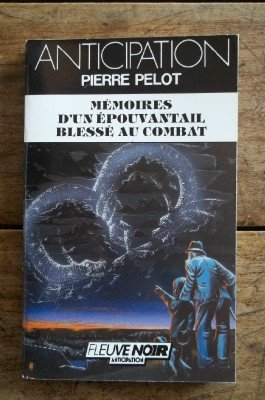 ANTICIPATION
PIERRE PELOT
MÉMOIRES
D'UN ÉPOUVANTAIL
BLESSÉ AU COMBAT
FLEUVE NOIR
ANTICIPATION